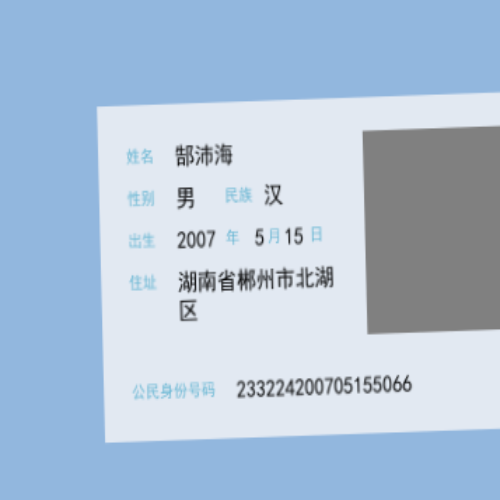 姓名 郜沛海
性别 男 民族 汉
出生 2007 年 5 月 15 日
住址 湖南省郴州市北湖
区
公民身份号码 233224200705155066